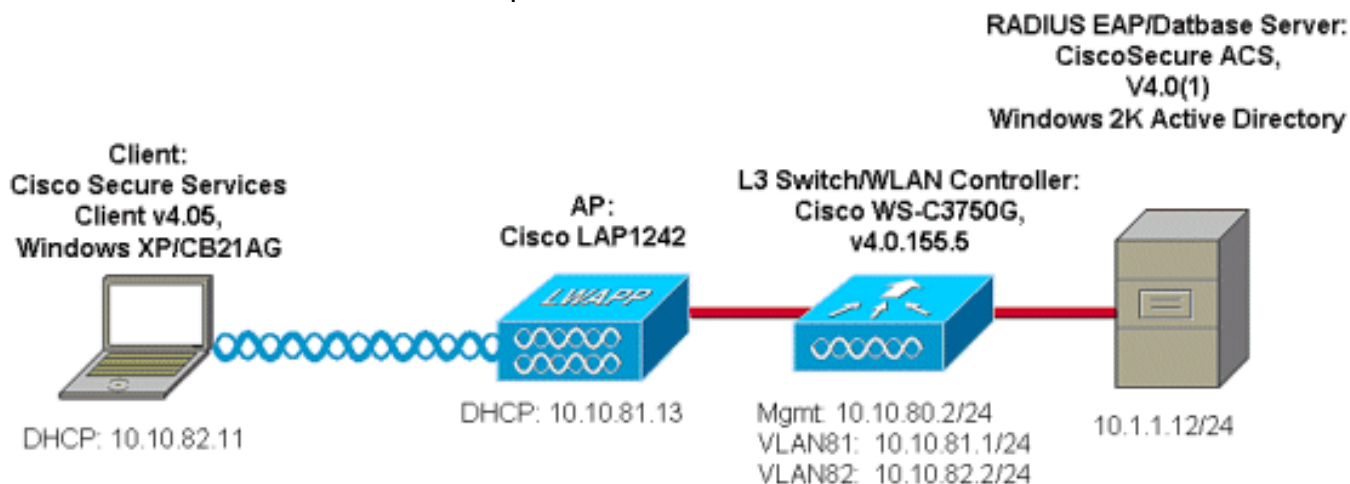 RADIUS EAP/Datbase Server:
CiscoSecure ACS,
V4.0(1)
Windows 2K Active Directory
Client:
Cisco Secure Services
Client v4.05,
Windows XP/CB21AG
AP:
Cisco LAP1242
L3 Switch/WLAN Controller:
Cisco WS-C3750G,
v4.0.155.5
LWAPP
DHCP: 10.10.82.11
DHCP: 10.10.81.13
Mgmt: 10.10.80.2/24
VLAN81: 10.10.81.1/24
VLAN82: 10.10.82.2/24
10.1.1.12/24